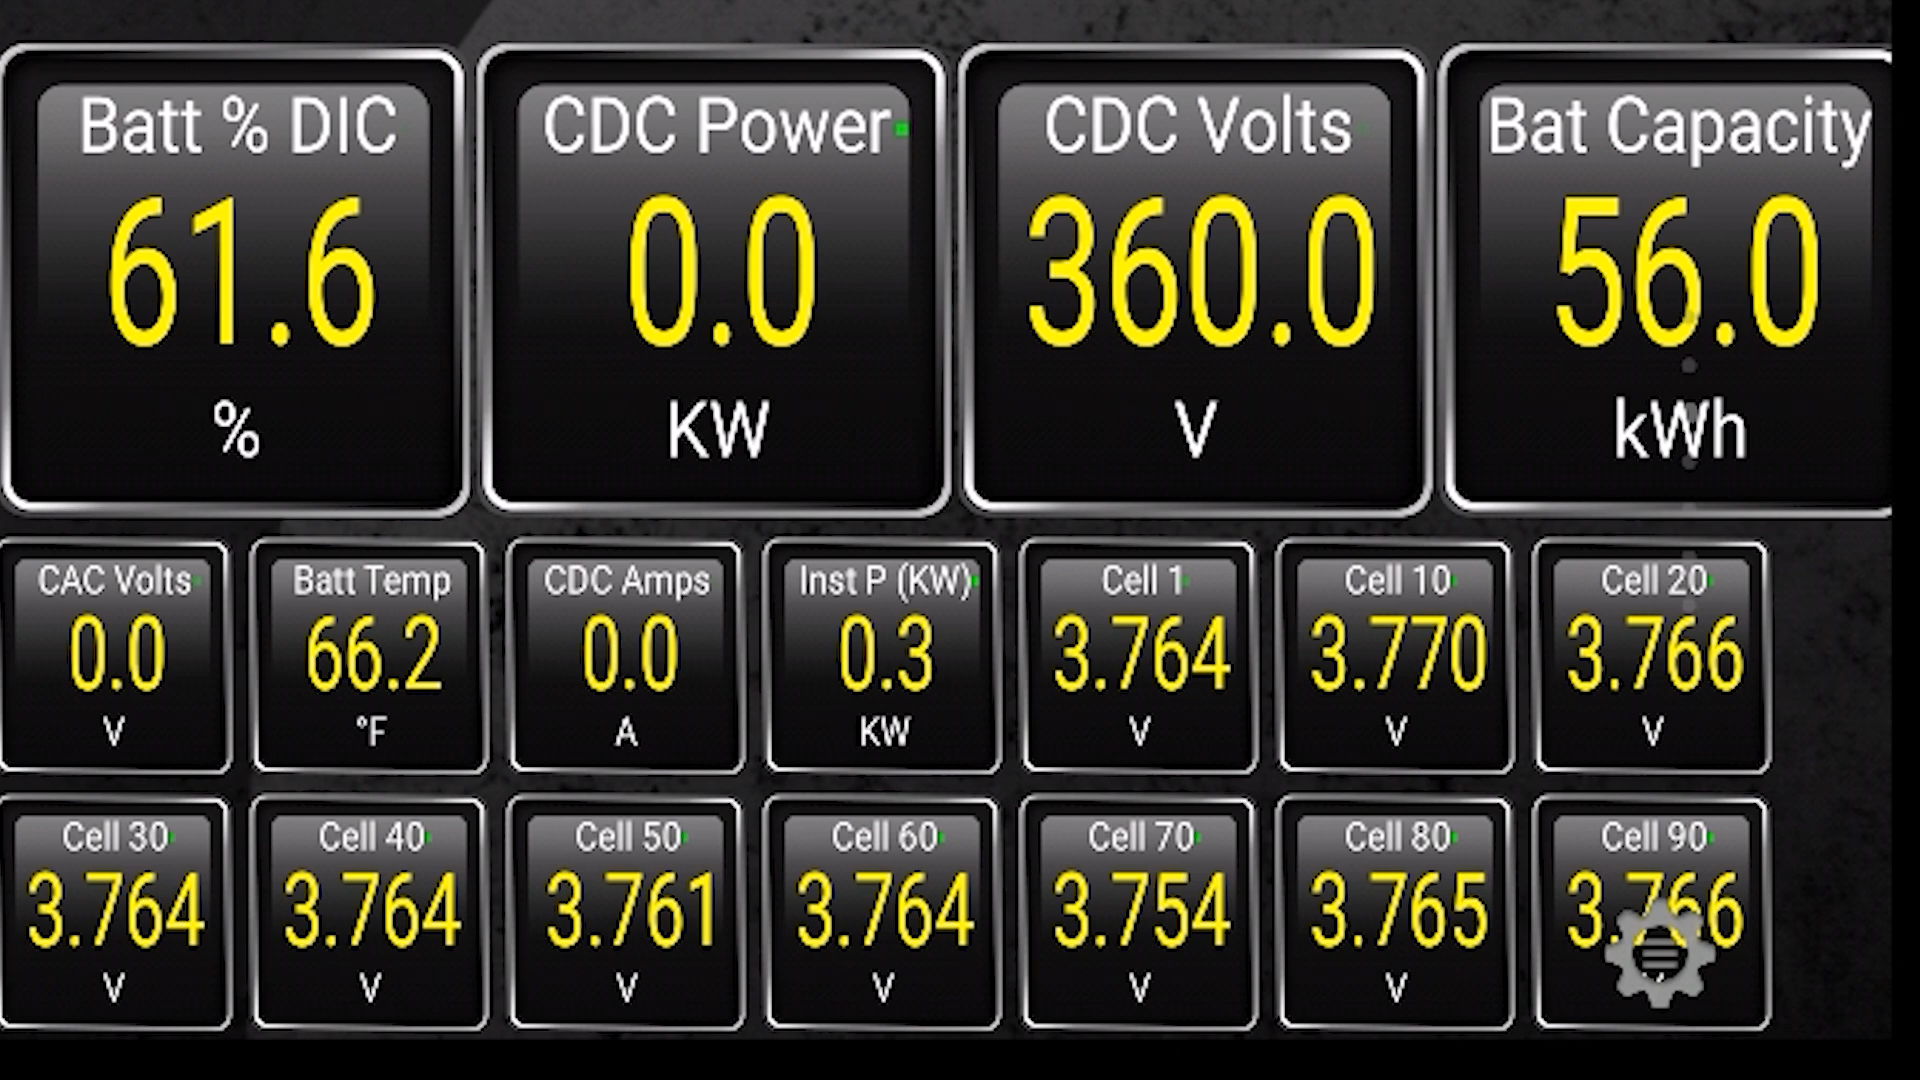 Batt % DIC
61.6
%
CDC Power
0.0
KW
CDC Volts
360.0
V
Bat Capacity
56.0
kWh
CAC Volts
0.0
V
Batt Temp
66.2
°F
CDC Amps
0.0
A
Inst P (KW)
0.3
KW
Cell 1
3.764
V
Cell 10
3.770
V
Cell 20
3.766
V
Cell 30
3.764
V
Cell 40
3.764
V
Cell 50
3.761
V
Cell 60
3.764
V
Cell 70
3.754
V
Cell 80
3.765
V
Cell 90
3.766